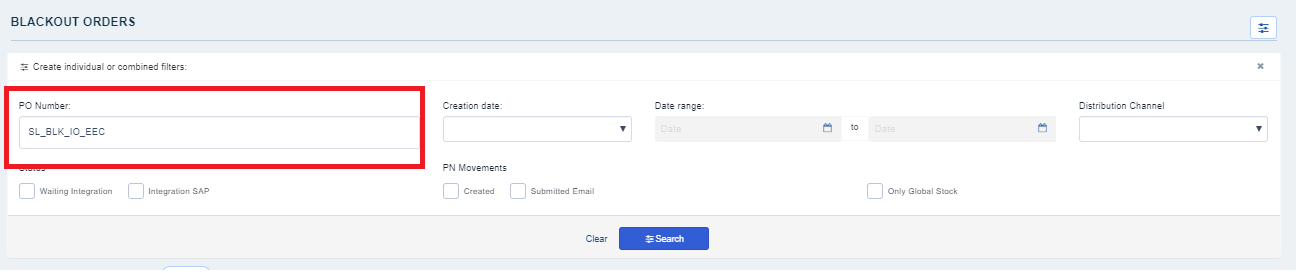 BLACKOUT ORDERS
Create individual or combined filters:
PO Number:
SL_BLK_IO_EEC
Creation date:
Date range:
Date
to
Date
Distribution Channel
Status
Waiting Integration
Integration SAP
PN Movements
Created
Submitted Email
Only Global Stock
Clear
Search